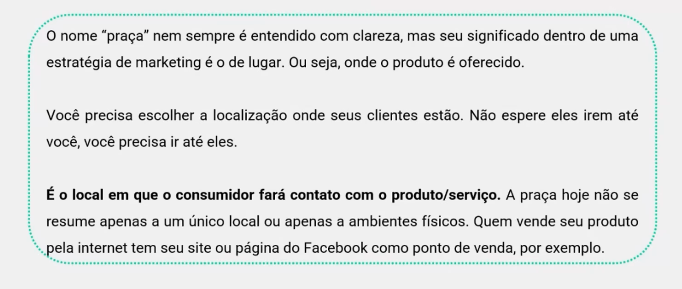 O nome “praça” nem sempre é entendido com clareza, mas seu significado dentro de uma
estratégia de marketing é o de lugar. Ou seja, onde o produto é oferecido.
Você precisa escolher a localização onde seus clientes estão. Não espere eles irem até
você, você precisa ir até eles.
É o local em que o consumidor fará contato com o produto/serviço. A praça hoje não se
resume apenas a um único local ou apenas a ambientes físicos. Quem vende seu produto
pela internet tem seu site ou página do Facebook como ponto de venda, por exemplo.